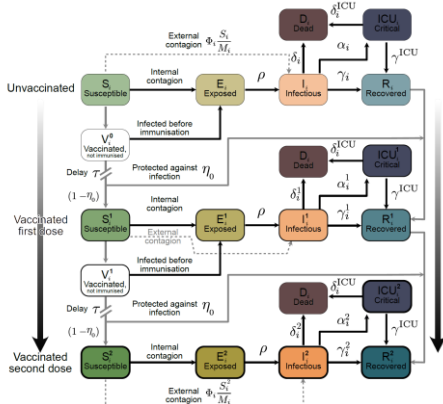 External contagion Φ_i S_i/M_i
D_i
Dead
δ_i^ICU
ICU_i
Critical
δ_i
α_i
γ^ICU
Unvaccinated
S_i
Susceptible
Internal contagion
E_i
Exposed
ρ
I_i
Infectious
γ_i
R_i
Recovered
V_i^0
Vaccinated, not immunised
Infected before immunisation
Delay τ
Protected against infection η_0
(1−η_0)
D_i
Dead
δ_i^ICU
ICU_i^1
Critical
δ_i^1
α_i^1
γ^ICU
Vaccinated first dose
S_i^1
Susceptible
Internal contagion
E_i^1
Exposed
ρ
I_i^1
Infectious
γ_i^1
R_i^1
Recovered
External contagion
V_i^1
Vaccinated, not immunised
Infected before immunisation
Delay τ
Protected against infection η_0
(1−η_0)
D_i
Dead
δ_i^ICU
ICU_i^2
Critical
δ_i^2
α_i^2
γ^ICU
Vaccinated second dose
S_i^2
Susceptible
Internal contagion
E_i^2
Exposed
ρ
I_i^2
Infectious
γ_i^2
R_i^2
Recovered
External contagion Φ_i S_i^2/M_i